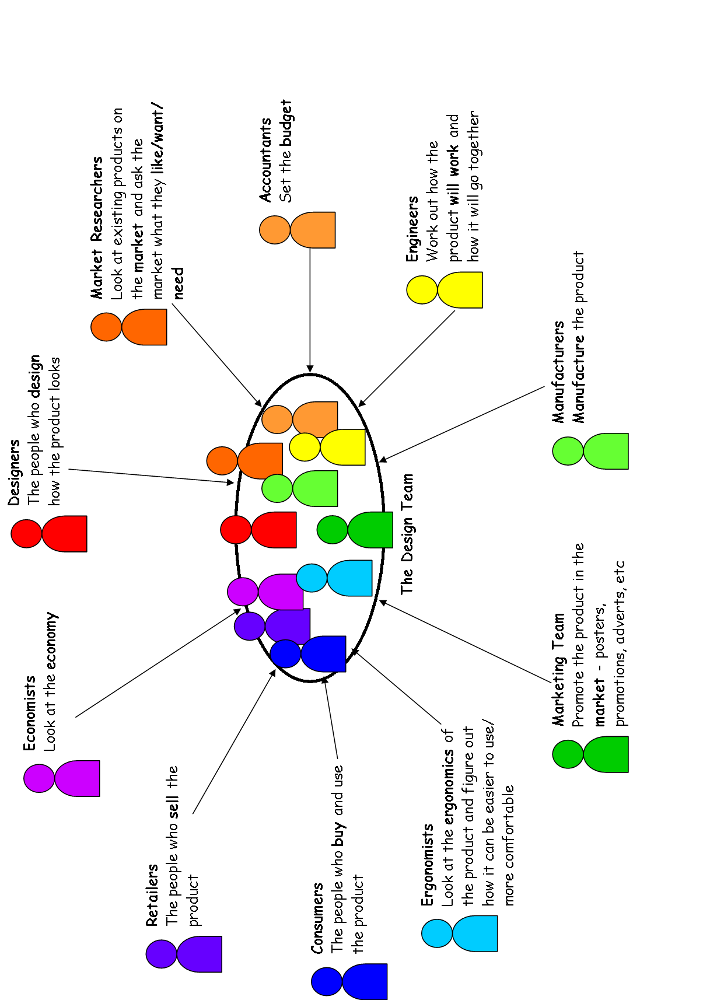 Designers
The people who design
how the product looks
Economists
Look at the economy
Market Researchers
Look at existing products on
the market and ask the
market what they like/want/
need
Retailers
The people who sell the
product
Accountants
Set the budget
Consumers
The people who buy and use
the product
The Design Team
Engineers
Work out how the
product will work and
how it will go together
Ergonomists
Look at the ergonomics of
the product and figure out
how it can be easier to use/
more comfortable
Manufacturers
Manufacture the product
Marketing Team
Promote the product in the
market - posters,
promotions, adverts, etc